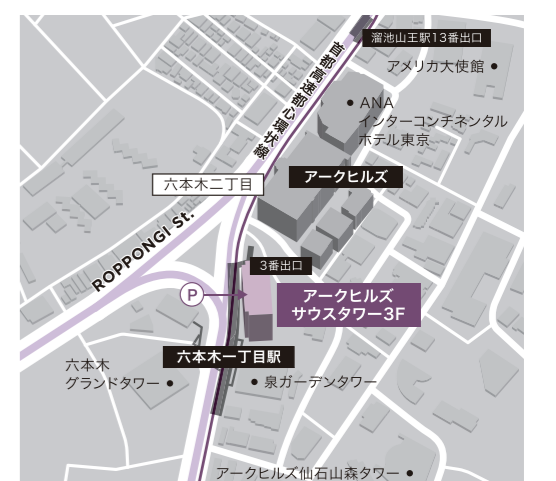 溜池山王駅13番出口
アメリカ大使館
首都高速都心環状線
ANA
インターコンチネンタル
ホテル東京
アークヒルズ
六本木二丁目
ROPPONGI St.
3番出口
P
アークヒルズ
サウスタワー3F
六本木一丁目駅
六本木
グランドタワー
泉ガーデンタワー
アークヒルズ仙石山森タワー